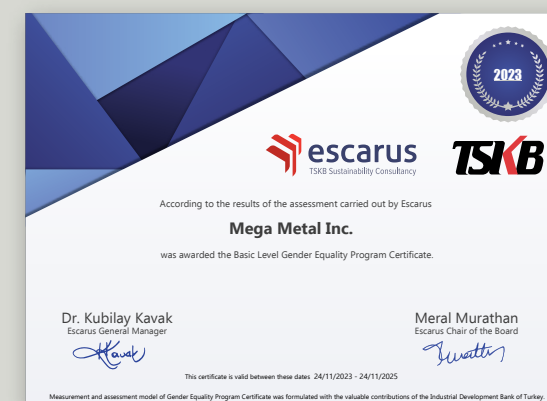 2023
escarus
TSKB Sustainability Consultancy
TSKB
According to the results of the assessment carried out by Escarus
Mega Metal Inc.
was awarded the Basic Level Gender Equality Program Certificate.
Dr. Kubilay Kavak
Escarus General Manager
Kavak
Meral Murathan
Escarus Chair of the Board
This certificate is valid between these dates 24/11/2023 - 24/11/2025
Measurement and assessment model of Gender Equality Program Certificate was formulated with the valuable contributions of the Industrial Development Bank of Turkey.